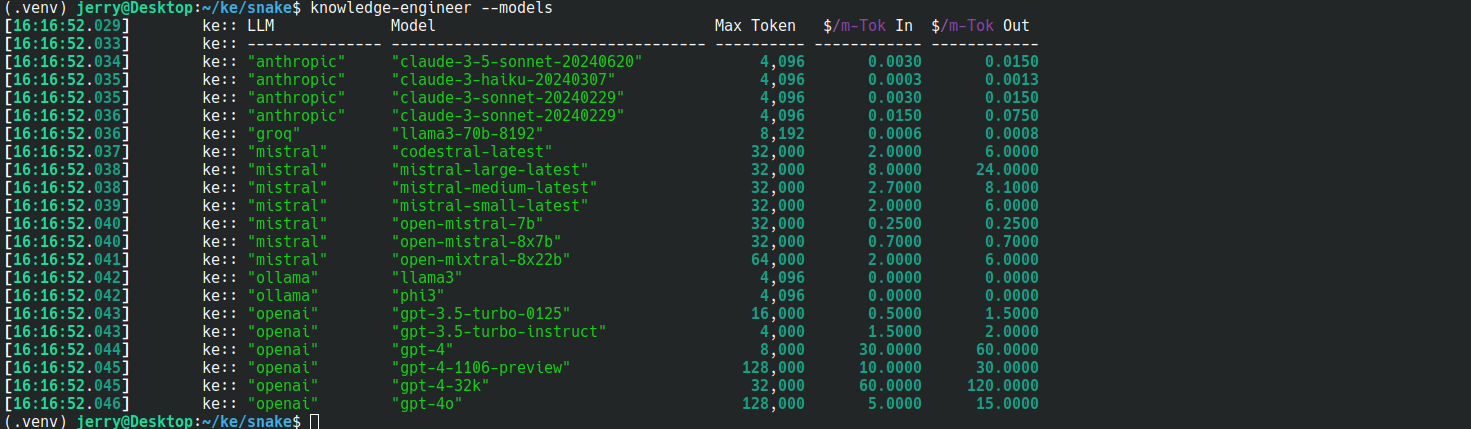 (.venv) jerry@Desktop:~/ke/snake$ knowledge-engineer --models
[16:16:52.029] ke:: LLM Model Max Token $/m-Tok In $/m-Tok Out
[16:16:52.033] ke:: --------------- ----------------------------------- ---------- ------------ ------------
[16:16:52.034] ke:: "anthropic" "claude-3-5-sonnet-20240620" 4,096 0.0030 0.0150
[16:16:52.035] ke:: "anthropic" "claude-3-haiku-20240307" 4,096 0.0003 0.0013
[16:16:52.035] ke:: "anthropic" "claude-3-sonnet-20240229" 4,096 0.0030 0.0150
[16:16:52.036] ke:: "anthropic" "claude-3-sonnet-20240229" 4,096 0.0150 0.0750
[16:16:52.036] ke:: "groq" "llama3-70b-8192" 8,192 0.0006 0.0008
[16:16:52.037] ke:: "mistral" "codestral-latest" 32,000 2.0000 6.0000
[16:16:52.038] ke:: "mistral" "mistral-large-latest" 32,000 8.0000 24.0000
[16:16:52.038] ke:: "mistral" "mistral-medium-latest" 32,000 2.7000 8.1000
[16:16:52.039] ke:: "mistral" "mistral-small-latest" 32,000 2.0000 6.0000
[16:16:52.040] ke:: "mistral" "open-mistral-7b" 32,000 0.2500 0.2500
[16:16:52.040] ke:: "mistral" "open-mistral-8x7b" 32,000 0.7000 0.7000
[16:16:52.041] ke:: "mistral" "open-mixtral-8x22b" 64,000 2.0000 6.0000
[16:16:52.042] ke:: "ollama" "llama3" 4,096 0.0000 0.0000
[16:16:52.042] ke:: "ollama" "phi3" 4,096 0.0000 0.0000
[16:16:52.043] ke:: "openai" "gpt-3.5-turbo-0125" 16,000 0.5000 1.5000
[16:16:52.043] ke:: "openai" "gpt-3.5-turbo-instruct" 4,000 1.5000 2.0000
[16:16:52.044] ke:: "openai" "gpt-4" 8,000 30.0000 60.0000
[16:16:52.045] ke:: "openai" "gpt-4-1106-preview" 128,000 10.0000 30.0000
[16:16:52.045] ke:: "openai" "gpt-4-32k" 32,000 60.0000 120.0000
[16:16:52.046] ke:: "openai" "gpt-4o" 128,000 5.0000 15.0000
(.venv) jerry@Desktop:~/ke/snake$